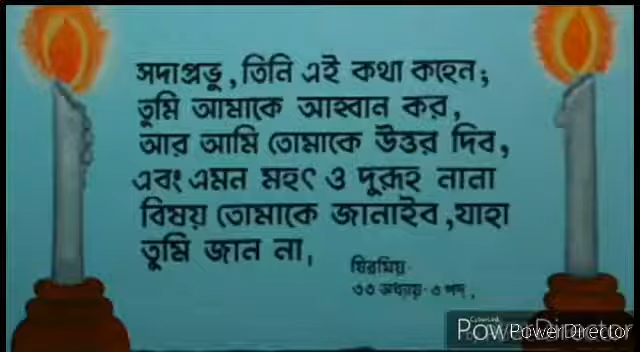 সদাপ্রভু, তিনি এই কথা কহেন;
তুমি আমাকে আহ্বান কর,
আর আমি তোমাকে উত্তর দিব,
এবং এমন মহৎ ও দুরূহ নানা
বিষয় তোমাকে জানাইব, যাহা
তুমি জান না।
যিরমিয়-
৩৩ অধ্যায়-৩ পদ.
CyberLink
PowerDirector